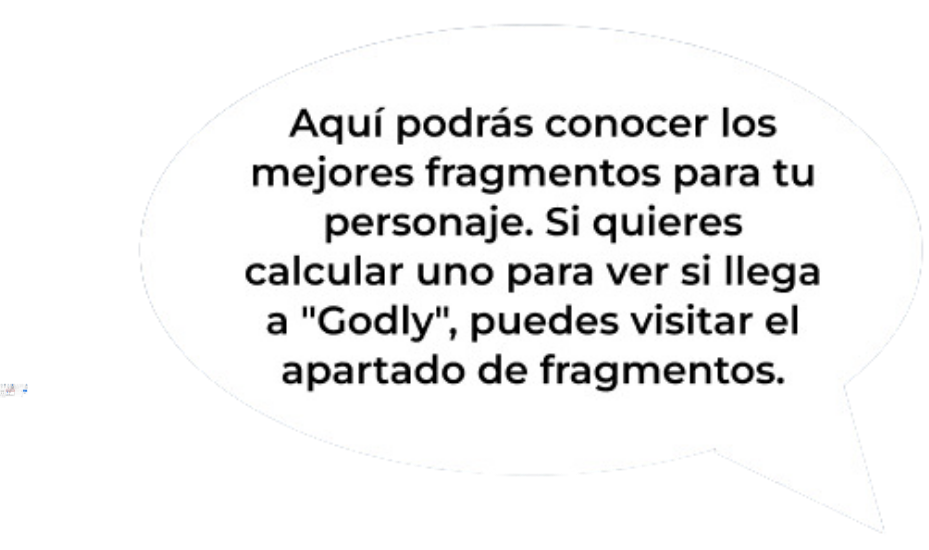 Aquí podrás conocer los
mejores fragmentos para tu
personaje. Si quieres
calcular uno para ver si llega
a "Godly", puedes visitar el
apartado de fragmentos.